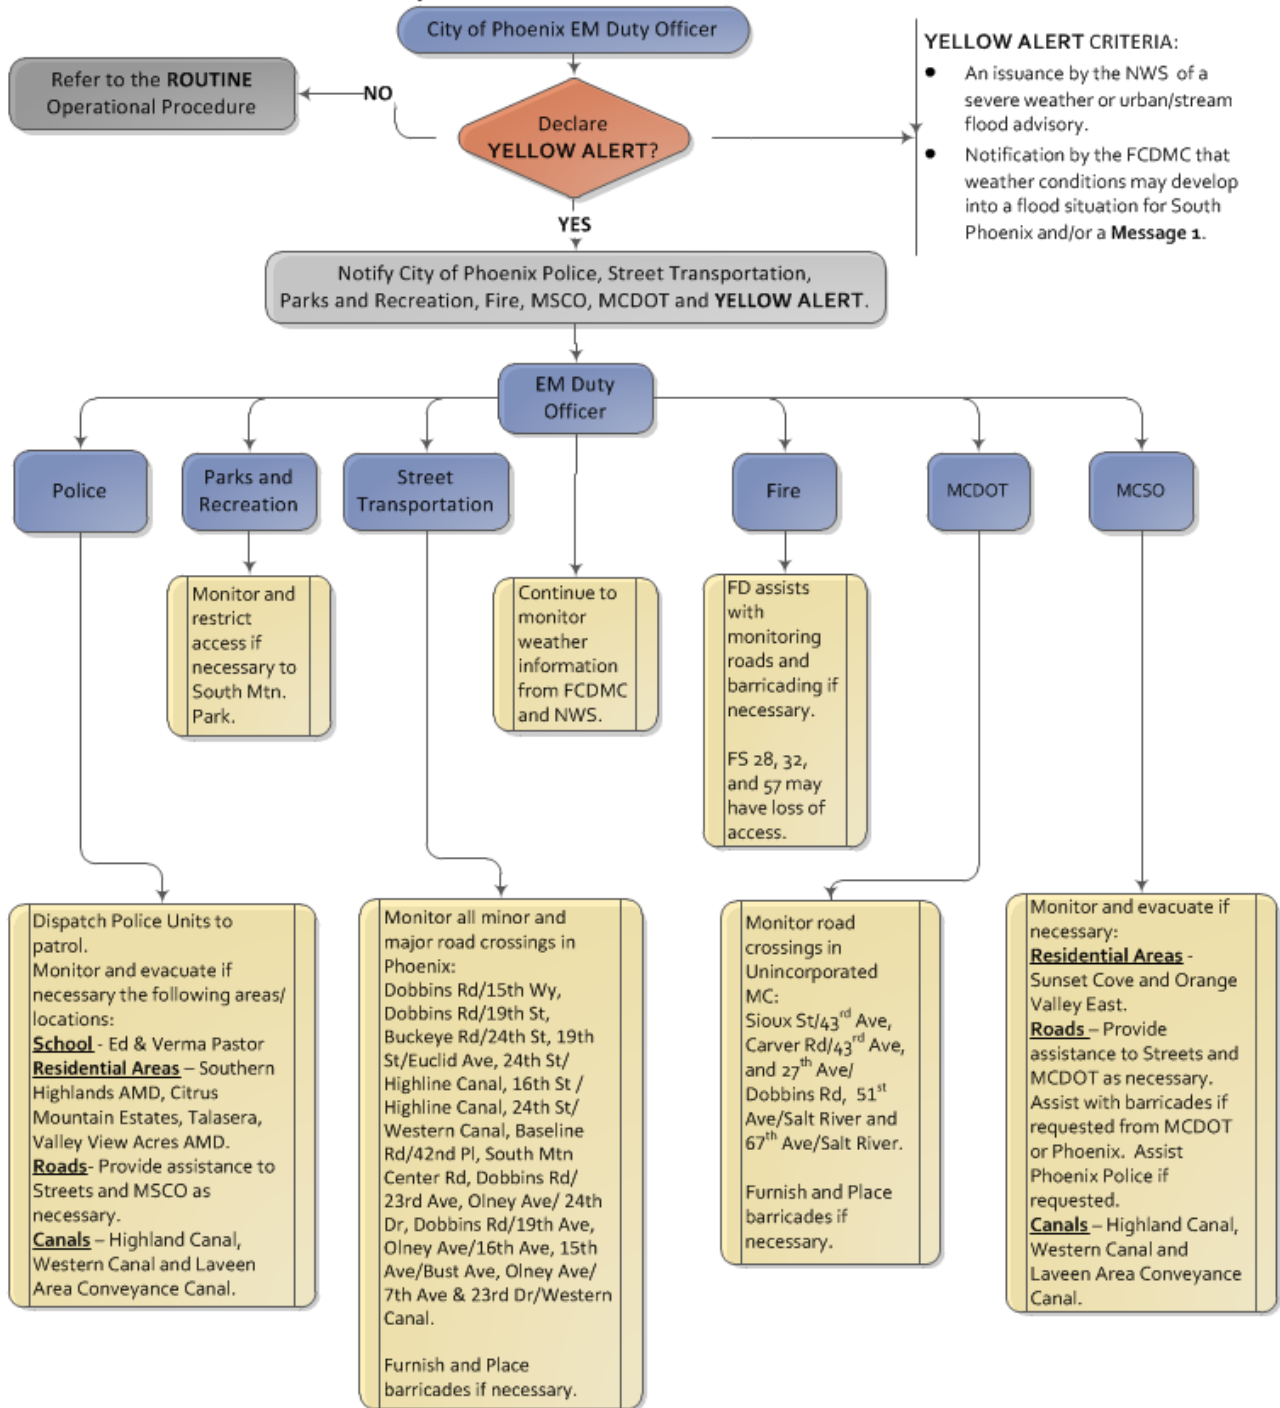 City of Phoenix EM Duty Officer
YELLOW ALERT CRITERIA:
● An issuance by the NWS of a
severe weather or urban/stream
flood advisory.
● Notification by the FCDMC that
weather conditions may develop
into a flood situation for South
Phoenix and/or a Message 1.
Refer to the ROUTINE
Operational Procedure
NO
Declare
YELLOW ALERT?
YES
Notify City of Phoenix Police, Street Transportation,
Parks and Recreation, Fire, MSCO, MCDOT and YELLOW ALERT.
EM Duty
Officer
Police
Parks and
Recreation
Street
Transportation
Fire
MCDOT
MCSO
Monitor and
restrict
access if
necessary to
South Mtn.
Park.
Continue to
monitor
weather
information
from FCDMC
and NWS.
FD assists
with
monitoring
roads and
barricading if
necessary.
FS 28, 32,
and 57 may
have loss of
access.
Dispatch Police Units to
patrol.
Monitor and evacuate if
necessary the following areas/
locations:
School - Ed & Verma Pastor
Residential Areas – Southern
Highlands AMD, Citrus
Mountain Estates, Talasera,
Valley View Acres AMD.
Roads- Provide assistance to
Streets and MSCO as
necessary.
Canals – Highland Canal,
Western Canal and Laveen
Area Conveyance Canal.
Monitor all minor and
major road crossings in
Phoenix:
Dobbins Rd/15th Wy,
Dobbins Rd/19th St,
Buckeye Rd/24th St, 19th
St/Euclid Ave, 24th St/
Highline Canal, 16th St /
Highline Canal, 24th St/
Western Canal, Baseline
Rd/42nd Pl, South Mtn
Center Rd, Dobbins Rd/
23rd Ave, Olney Ave/ 24th
Dr, Dobbins Rd/19th Ave,
Olney Ave/16th Ave, 15th
Ave/Bust Ave, Olney Ave/
7th Ave & 23rd Dr/Western
Canal.
Furnish and Place
barricades if necessary.
Monitor road
crossings in
Unincorporated
MC:
Sioux St/43rd Ave,
Carver Rd/43rd Ave,
and 27th Ave/
Dobbins Rd, 51st
Ave/Salt River and
67th Ave/Salt River.
Furnish and Place
barricades if
necessary.
Monitor and evacuate if
necessary:
Residential Areas -
Sunset Cove and Orange
Valley East.
Roads – Provide
assistance to Streets and
MCDOT as necessary.
Assist with barricades if
requested from MCDOT
or Phoenix. Assist
Phoenix Police if
requested.
Canals – Highland Canal,
Western Canal and
Laveen Area Conveyance
Canal.